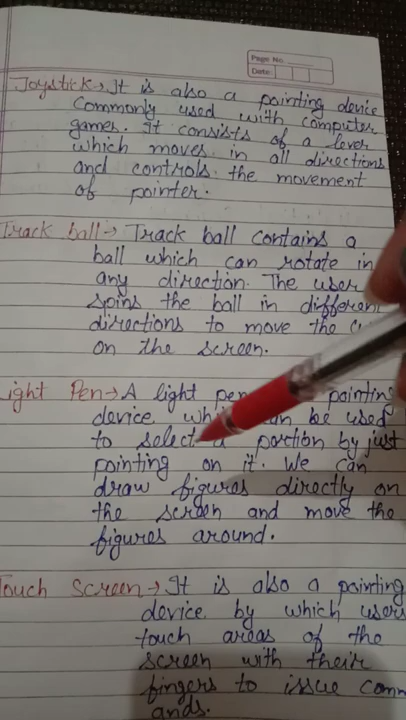 Page No.
Date:
Joystick→ It is also a pointing device
commonly used with computer
games. It consists of a lever
which moves in all directions
and controls the movement
of pointer.
Track ball→ Track ball contains a
ball which can rotate in
any direction. The user
spins the ball in different
directions to move the
on the screen.
ight Pen→ A light pen pointing
device can be used
to select a portion by just
pointing on it. We can
draw figures directly on
the screen and move the
figures around.
Touch Screen→ It is also a pointing
device by which users
touch areas of the
screen with their
fingers to issue comm
ands.